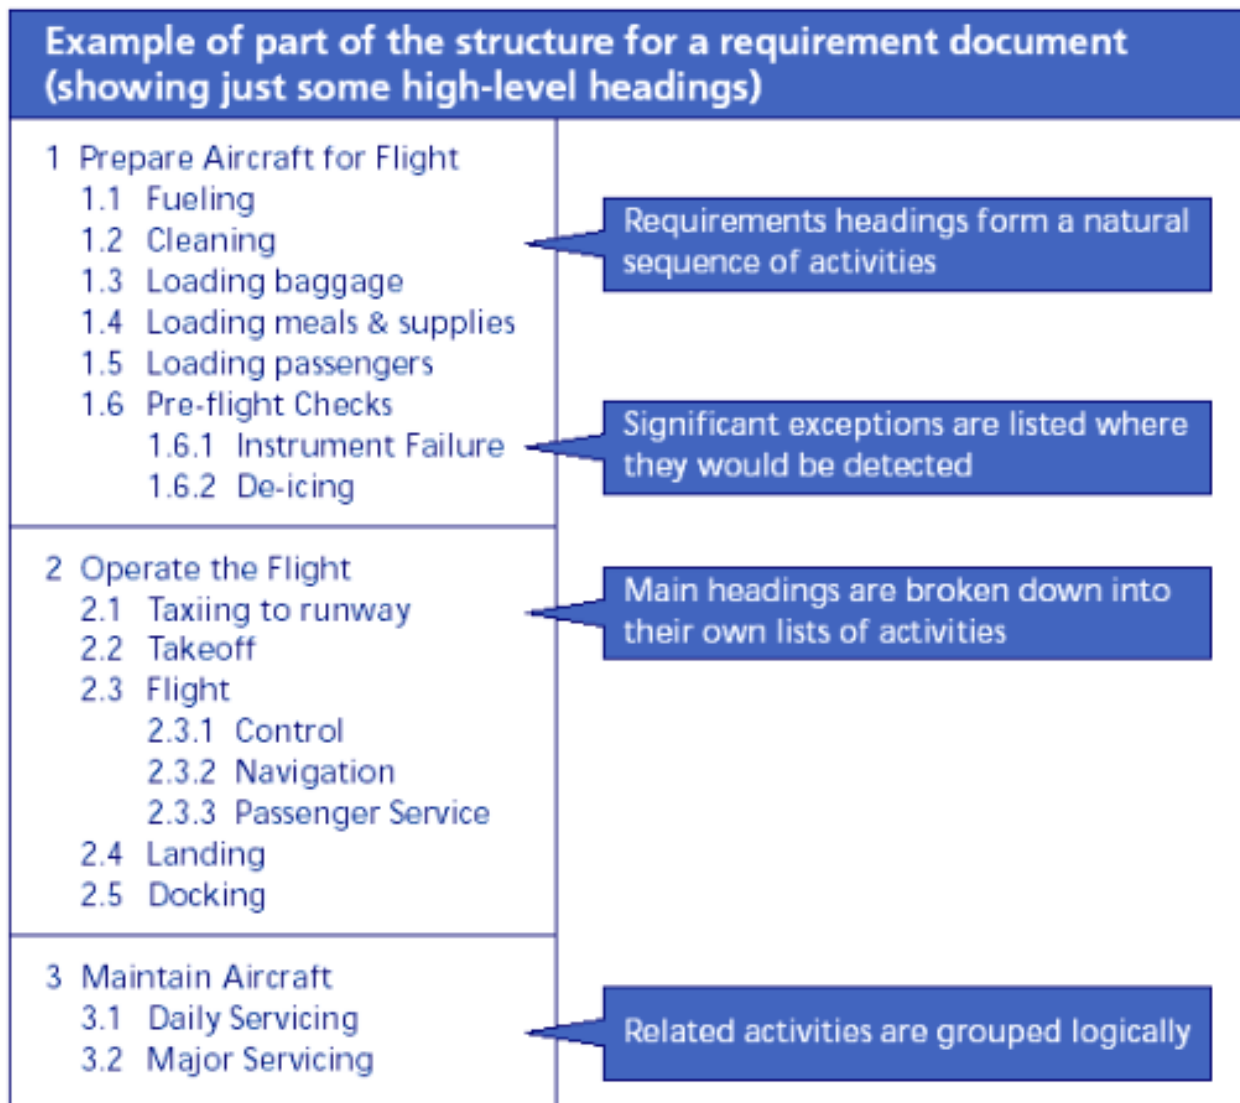 Example of part of the structure for a requirement document
(showing just some high-level headings)
1 Prepare Aircraft for Flight
1.1 Fueling
1.2 Cleaning
1.3 Loading baggage
1.4 Loading meals & supplies
1.5 Loading passengers
1.6 Pre-flight Checks
1.6.1 Instrument Failure
1.6.2 De-icing
Requirements headings form a natural
sequence of activities
Significant exceptions are listed where
they would be detected
2 Operate the Flight
2.1 Taxiing to runway
2.2 Takeoff
2.3 Flight
2.3.1 Control
2.3.2 Navigation
2.3.3 Passenger Service
2.4 Landing
2.5 Docking
Main headings are broken down into
their own lists of activities
3 Maintain Aircraft
3.1 Daily Servicing
3.2 Major Servicing
Related activities are grouped logically